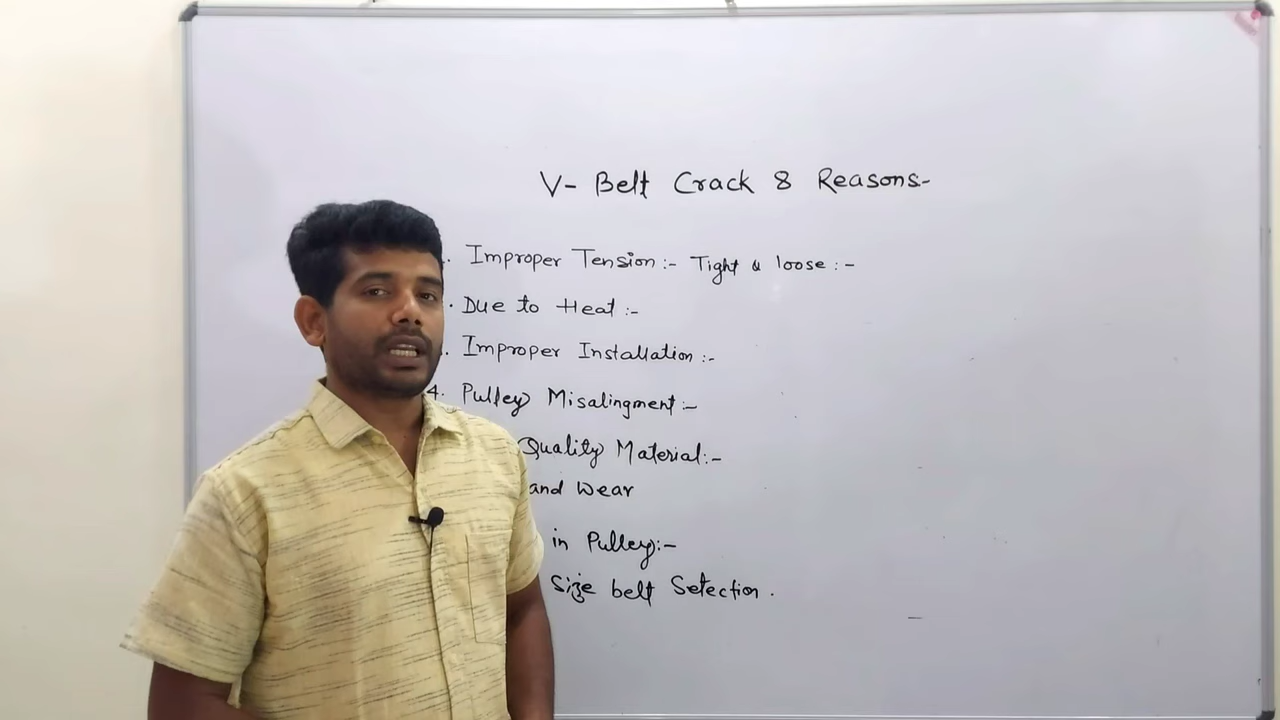 V- Belt Crack 8 Reasons-
. Improper Tension:- Tight & loose:-
. Due to Heat:-
. Improper Installation:-
4. Pulley Misalingment:-
Quality Material:-
and Wear
in Pulley:-
Size belt Selection.